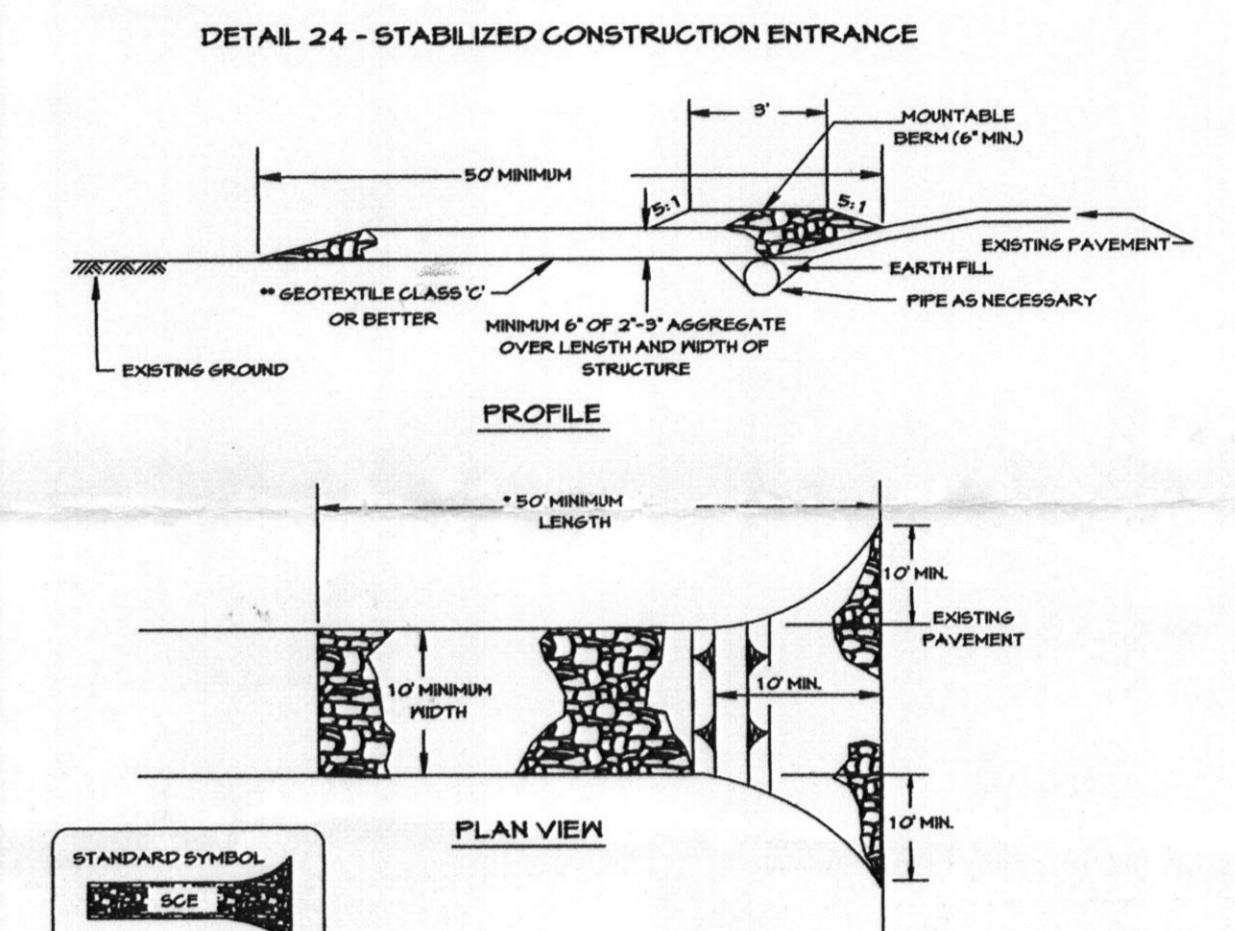 DETAIL 24 - STABILIZED CONSTRUCTION ENTRANCE
3'
MOUNTABLE
BERM (6" MIN.)
50' MINIMUM
5:1
5:1
EXISTING PAVEMENT
EARTH FILL
** GEOTEXTILE CLASS 'C'
OR BETTER
PIPE AS NECESSARY
MINIMUM 6" OF 2"-3" AGGREGATE
OVER LENGTH AND WIDTH OF
STRUCTURE
EXISTING GROUND
PROFILE
* 50' MINIMUM
LENGTH
10' MIN.
EXISTING
PAVEMENT
10' MINIMUM
WIDTH
10' MIN.
10' MIN.
PLAN VIEW
STANDARD SYMBOL
SCE